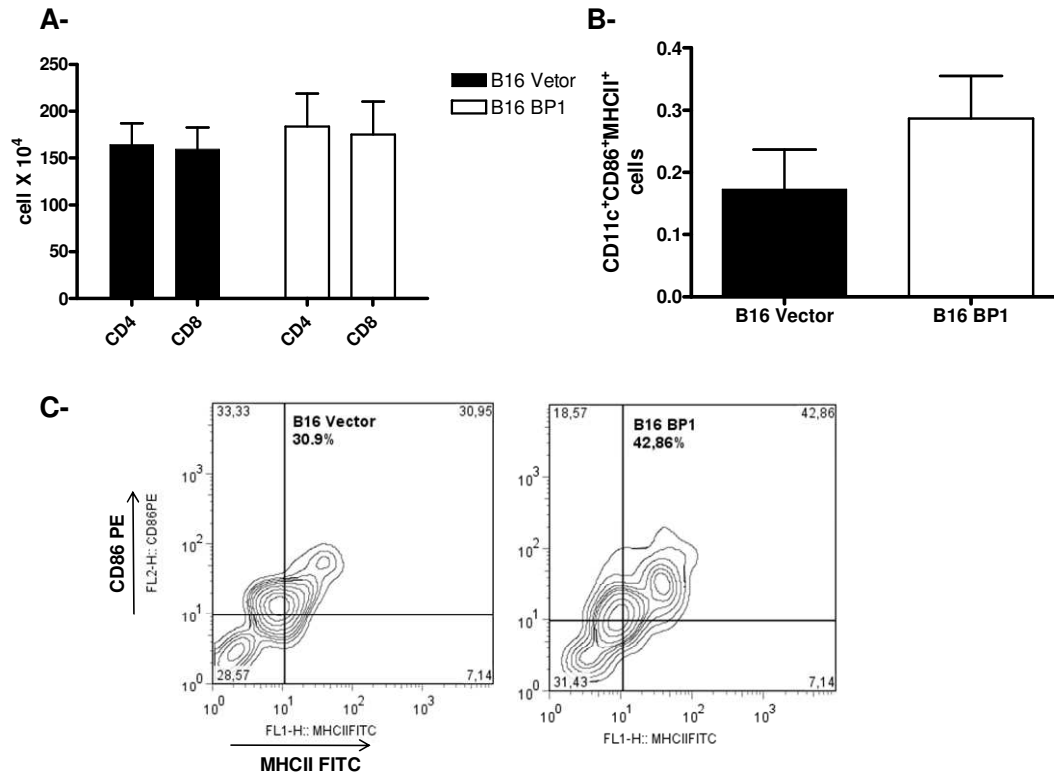 A-
250
200
150
100
50
0
cell X 10⁴
CD4
CD8
CD4
CD8
B16 Vetor
B16 BP1
B-
0.4
0.3
0.2
0.1
0.0
CD11c⁺CD86⁺MHCII⁺
cells
B16 Vector
B16 BP1
C-
33,33
30,95
B16 Vector
30.9%
10³
10²
10¹
10⁰
28,57
7,14
10⁰
10¹
10²
10³
CD86 PE
FL2-H:: CD86PE
FL1-H:: MHCIIFITC
MHCII FITC
18,57
42,86
B16 BP1
42,86%
10³
10²
10¹
10⁰
31,43
7,14
10⁰
10¹
10²
10³
FL1-H:: MHCIIFITC